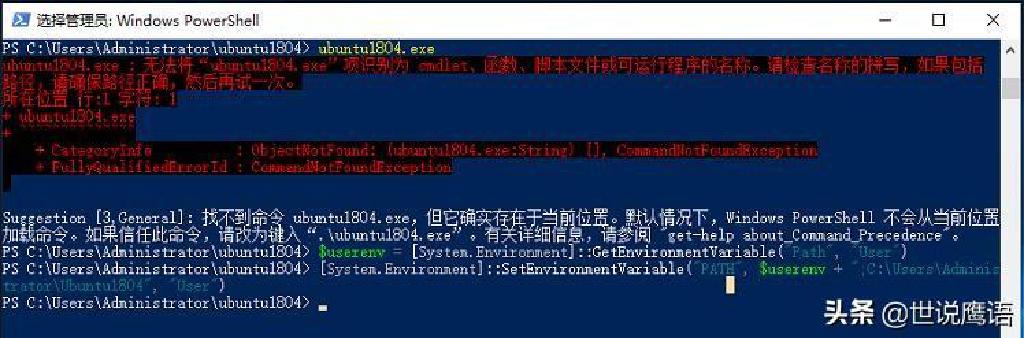 选择管理员: Windows PowerShell
PS C:\Users\Administrator\ubuntu1804> ubuntu1804.exe
ubuntu1804.exe : 无法将“ubuntu1804.exe”项识别为 cmdlet、函数、脚本文件或可运行程序的名称。请检查名称的拼写，如果包括
路径，请确保路径正确，然后再试一次。
所在位置 行:1 字符: 1
+ ubuntu1804.exe
+ ~~~~~~~~~~~~~~
+ CategoryInfo          : ObjectNotFound: (ubuntu1804.exe:String) [], CommandNotFoundException
+ FullyQualifiedErrorId : CommandNotFoundException
Suggestion [3,General]: 找不到命令 ubuntu1804.exe，但它确实存在于当前位置。默认情况下，Windows PowerShell 不会从当前位置
加载命令。如果信任此命令，请改为键入“.\ubuntu1804.exe”。有关详细信息，请参阅 "get-help about_Command_Precedence"。
PS C:\Users\Administrator\ubuntu1804> $userenv = [System.Environment]::GetEnvironmentVariable("Path", "User")
PS C:\Users\Administrator\ubuntu1804> [System.Environment]::SetEnvironmentVariable("PATH", $userenv + ";C:\Users\Adminis
trator\Ubuntu1804", "User")
PS C:\Users\Administrator\ubuntu1804>
头条 @世说鹰语